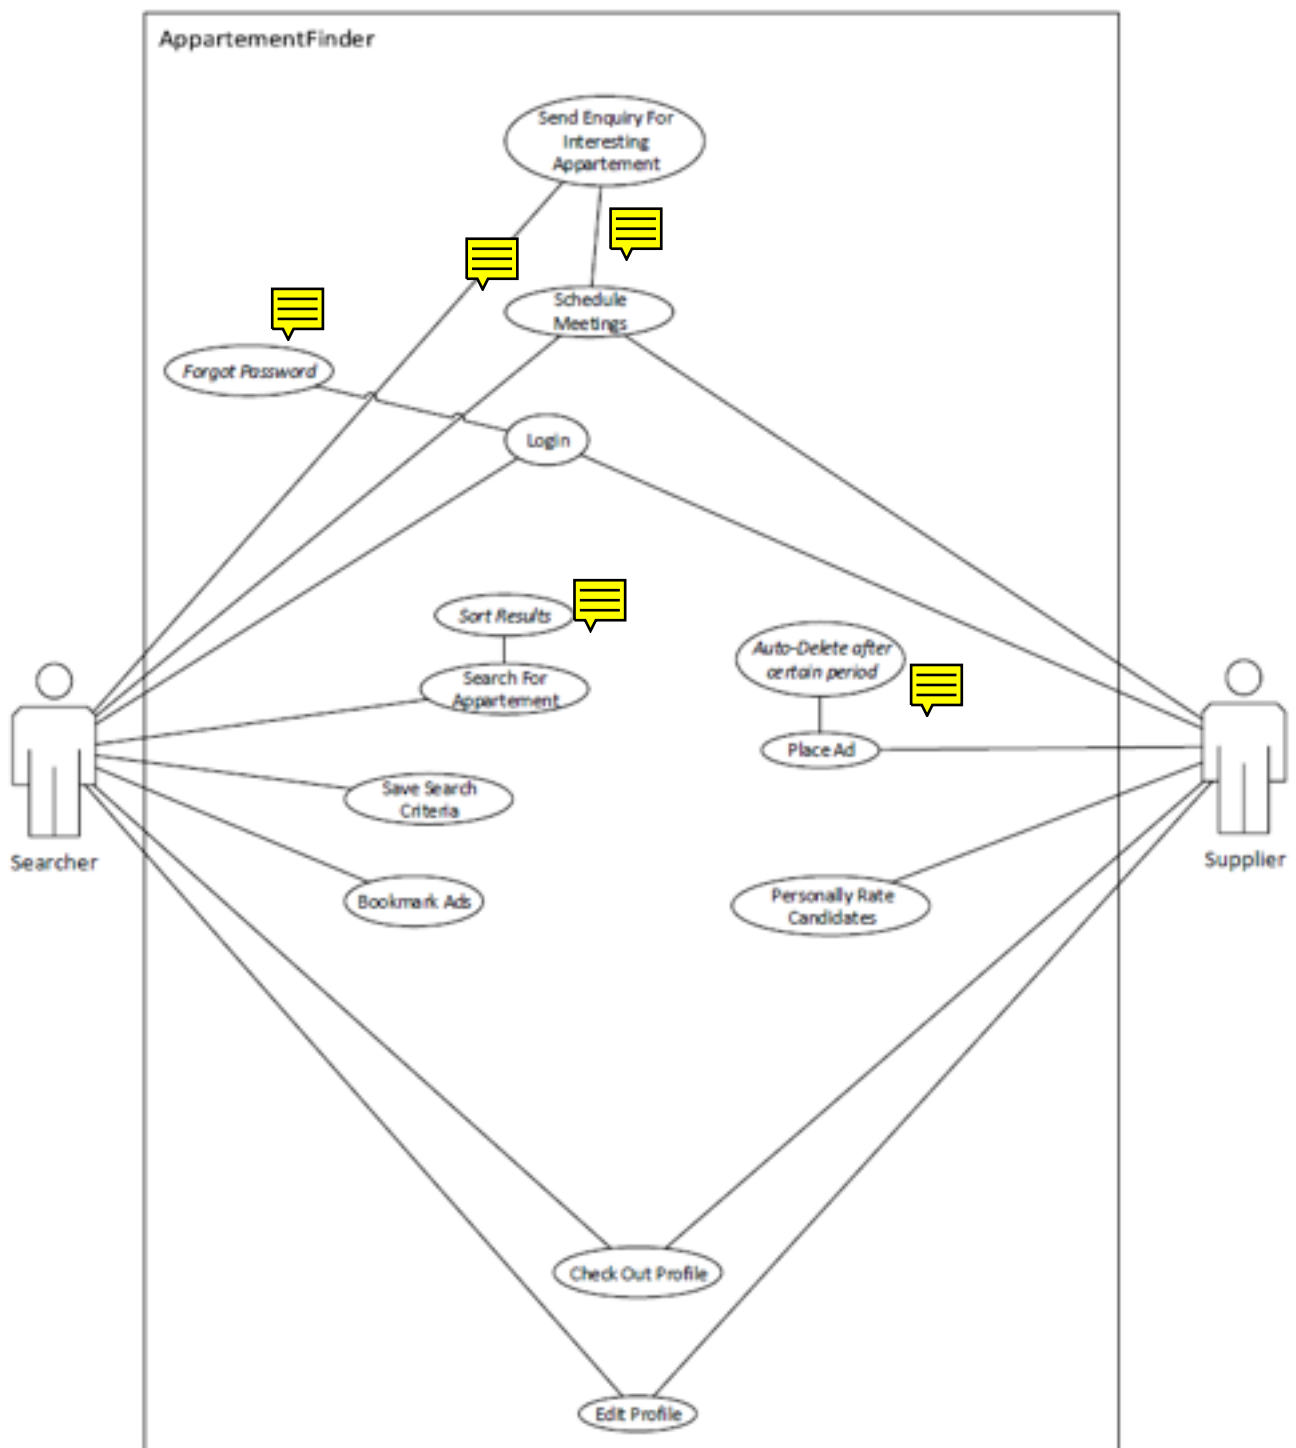 AppartementFinder
Send Enquiry For
Interesting
Appartement
Schedule
Meetings
Forgot Password
Login
Sort Results
Search For
Appartement
Auto-Delete after
certain period
Place Ad
Save Search
Criteria
Searcher
Supplier
Bookmark Ads
Personally Rate
Candidates
Check Out Profile
Edit Profile